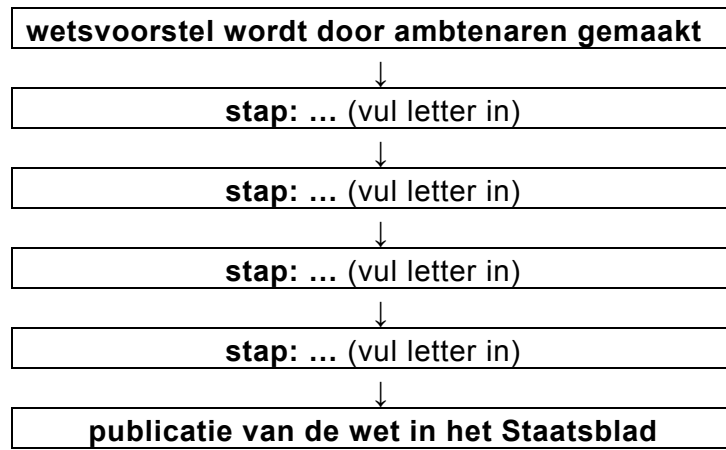 wetsvoorstel wordt door ambtenaren gemaakt
↓
stap: … (vul letter in)
↓
stap: … (vul letter in)
↓
stap: … (vul letter in)
↓
stap: … (vul letter in)
↓
publicatie van de wet in het Staatsblad